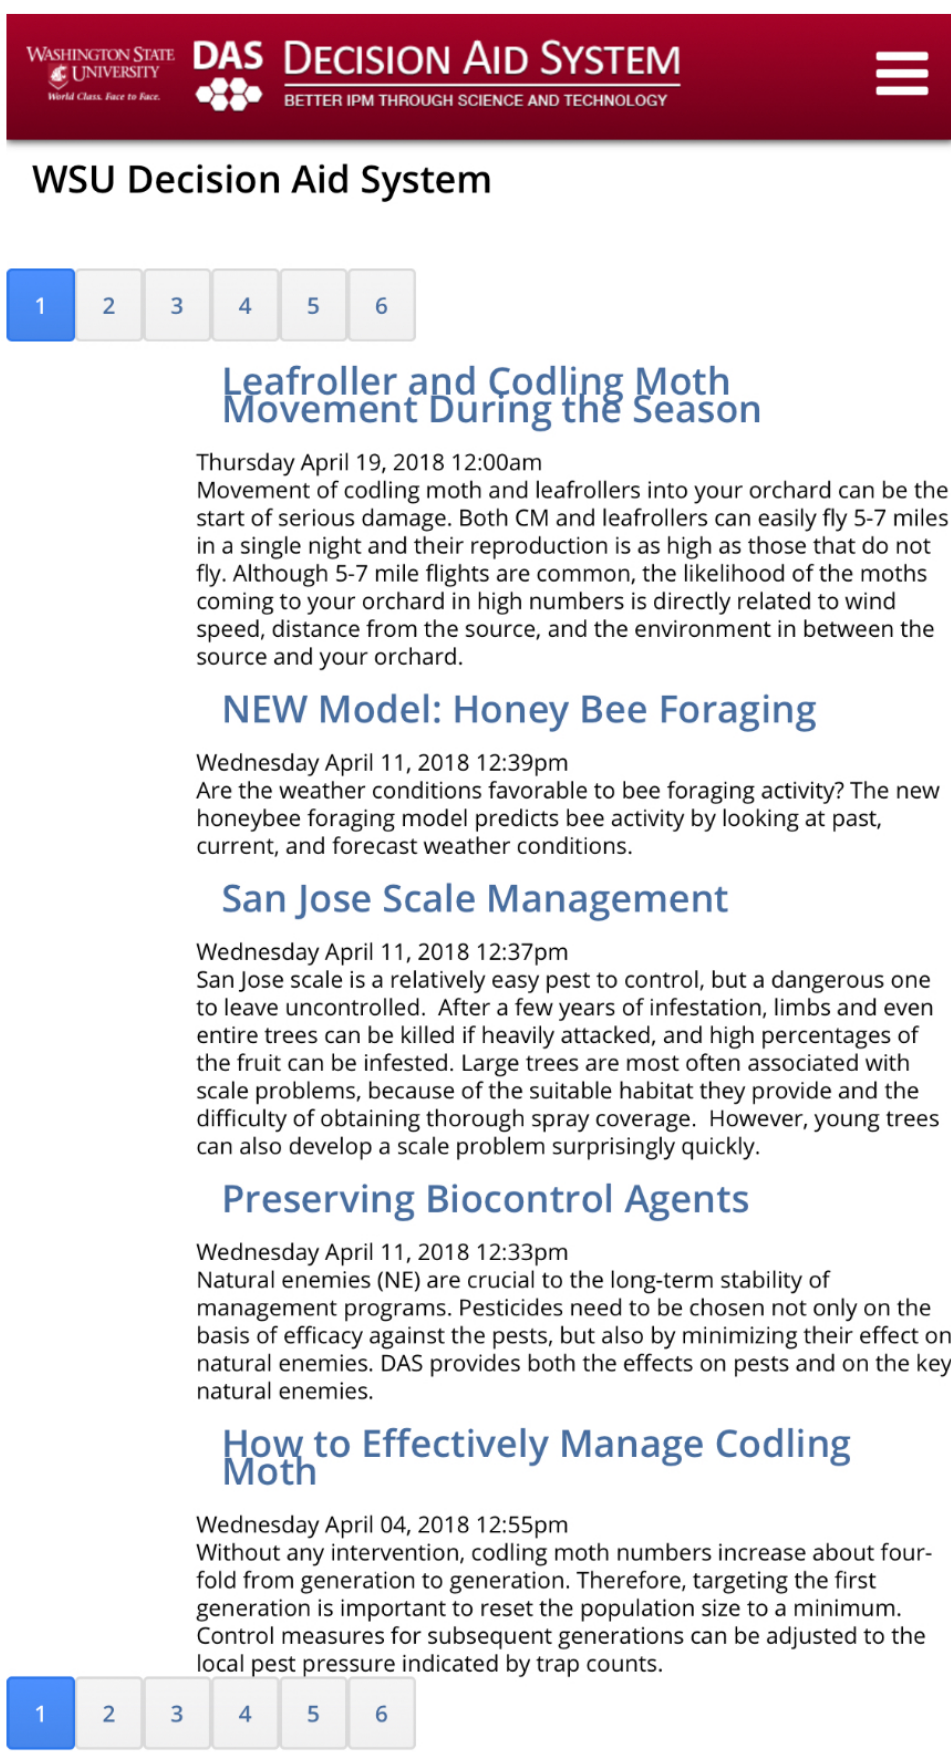 WASHINGTON STATE
UNIVERSITY
World Class. Face to Face.
DAS
DECISION AID SYSTEM
BETTER IPM THROUGH SCIENCE AND TECHNOLOGY
WSU Decision Aid System
1 2 3 4 5 6
Leafroller and Codling Moth
Movement During the Season
Thursday April 19, 2018 12:00am
Movement of codling moth and leafrollers into your orchard can be the
start of serious damage. Both CM and leafrollers can easily fly 5-7 miles
in a single night and their reproduction is as high as those that do not
fly. Although 5-7 mile flights are common, the likelihood of the moths
coming to your orchard in high numbers is directly related to wind
speed, distance from the source, and the environment in between the
source and your orchard.
NEW Model: Honey Bee Foraging
Wednesday April 11, 2018 12:39pm
Are the weather conditions favorable to bee foraging activity? The new
honeybee foraging model predicts bee activity by looking at past,
current, and forecast weather conditions.
San Jose Scale Management
Wednesday April 11, 2018 12:37pm
San Jose scale is a relatively easy pest to control, but a dangerous one
to leave uncontrolled.  After a few years of infestation, limbs and even
entire trees can be killed if heavily attacked, and high percentages of
the fruit can be infested. Large trees are most often associated with
scale problems, because of the suitable habitat they provide and the
difficulty of obtaining thorough spray coverage.  However, young trees
can also develop a scale problem surprisingly quickly.
Preserving Biocontrol Agents
Wednesday April 11, 2018 12:33pm
Natural enemies (NE) are crucial to the long-term stability of
management programs. Pesticides need to be chosen not only on the
basis of efficacy against the pests, but also by minimizing their effect on
natural enemies. DAS provides both the effects on pests and on the key
natural enemies.
How to Effectively Manage Codling
Moth
Wednesday April 04, 2018 12:55pm
Without any intervention, codling moth numbers increase about four-
fold from generation to generation. Therefore, targeting the first
generation is important to reset the population size to a minimum.
Control measures for subsequent generations can be adjusted to the
local pest pressure indicated by trap counts.
1 2 3 4 5 6